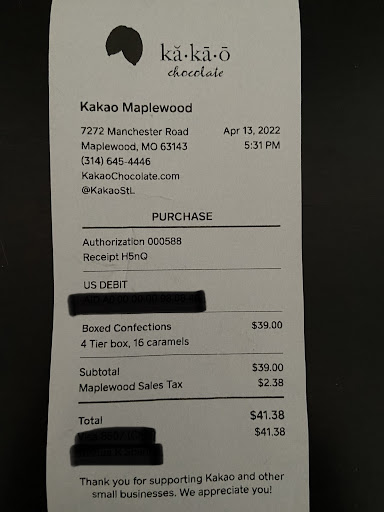 kă·kā·ō
chocolate
Kakao Maplewood
7272 Manchester Road Apr 13, 2022
Maplewood, MO 63143 5:31 PM
(314) 645-4446
KakaoChocolate.com
@KakaoStL
PURCHASE
Authorization 000588
Receipt H5nQ
US DEBIT
Boxed Confections $39.00
4 Tier box, 16 caramels
Subtotal $39.00
Maplewood Sales Tax $2.38
Total $41.38
$41.38
Thank you for supporting Kakao and other
small businesses. We appreciate you!